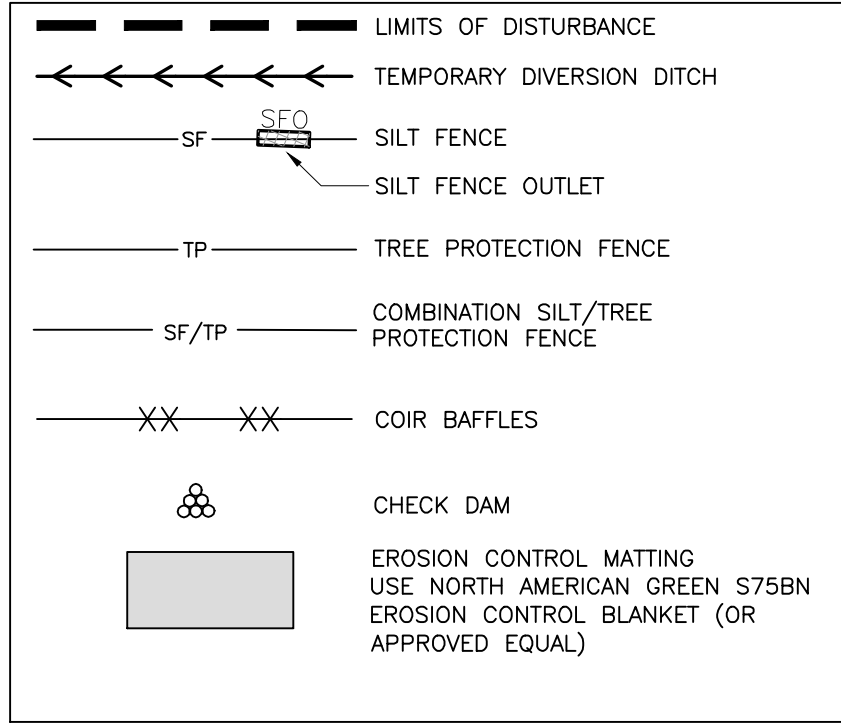 LIMITS OF DISTURBANCE
TEMPORARY DIVERSION DITCH
SFO
SF
SILT FENCE
SILT FENCE OUTLET
TP
TREE PROTECTION FENCE
SF/TP
COMBINATION SILT/TREE
PROTECTION FENCE
COIR BAFFLES
CHECK DAM
EROSION CONTROL MATTING
USE NORTH AMERICAN GREEN S75BN
EROSION CONTROL BLANKET (OR
APPROVED EQUAL)